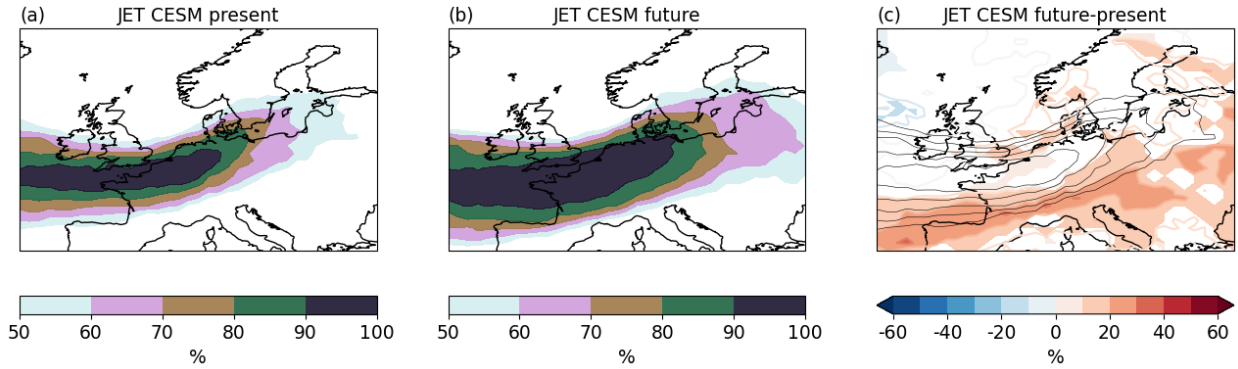 (a) JET CESM present
(b) JET CESM future
(c) JET CESM future-present
50 60 70 80 90 100
%
50 60 70 80 90 100
%
-60 -40 -20 0 20 40 60
%